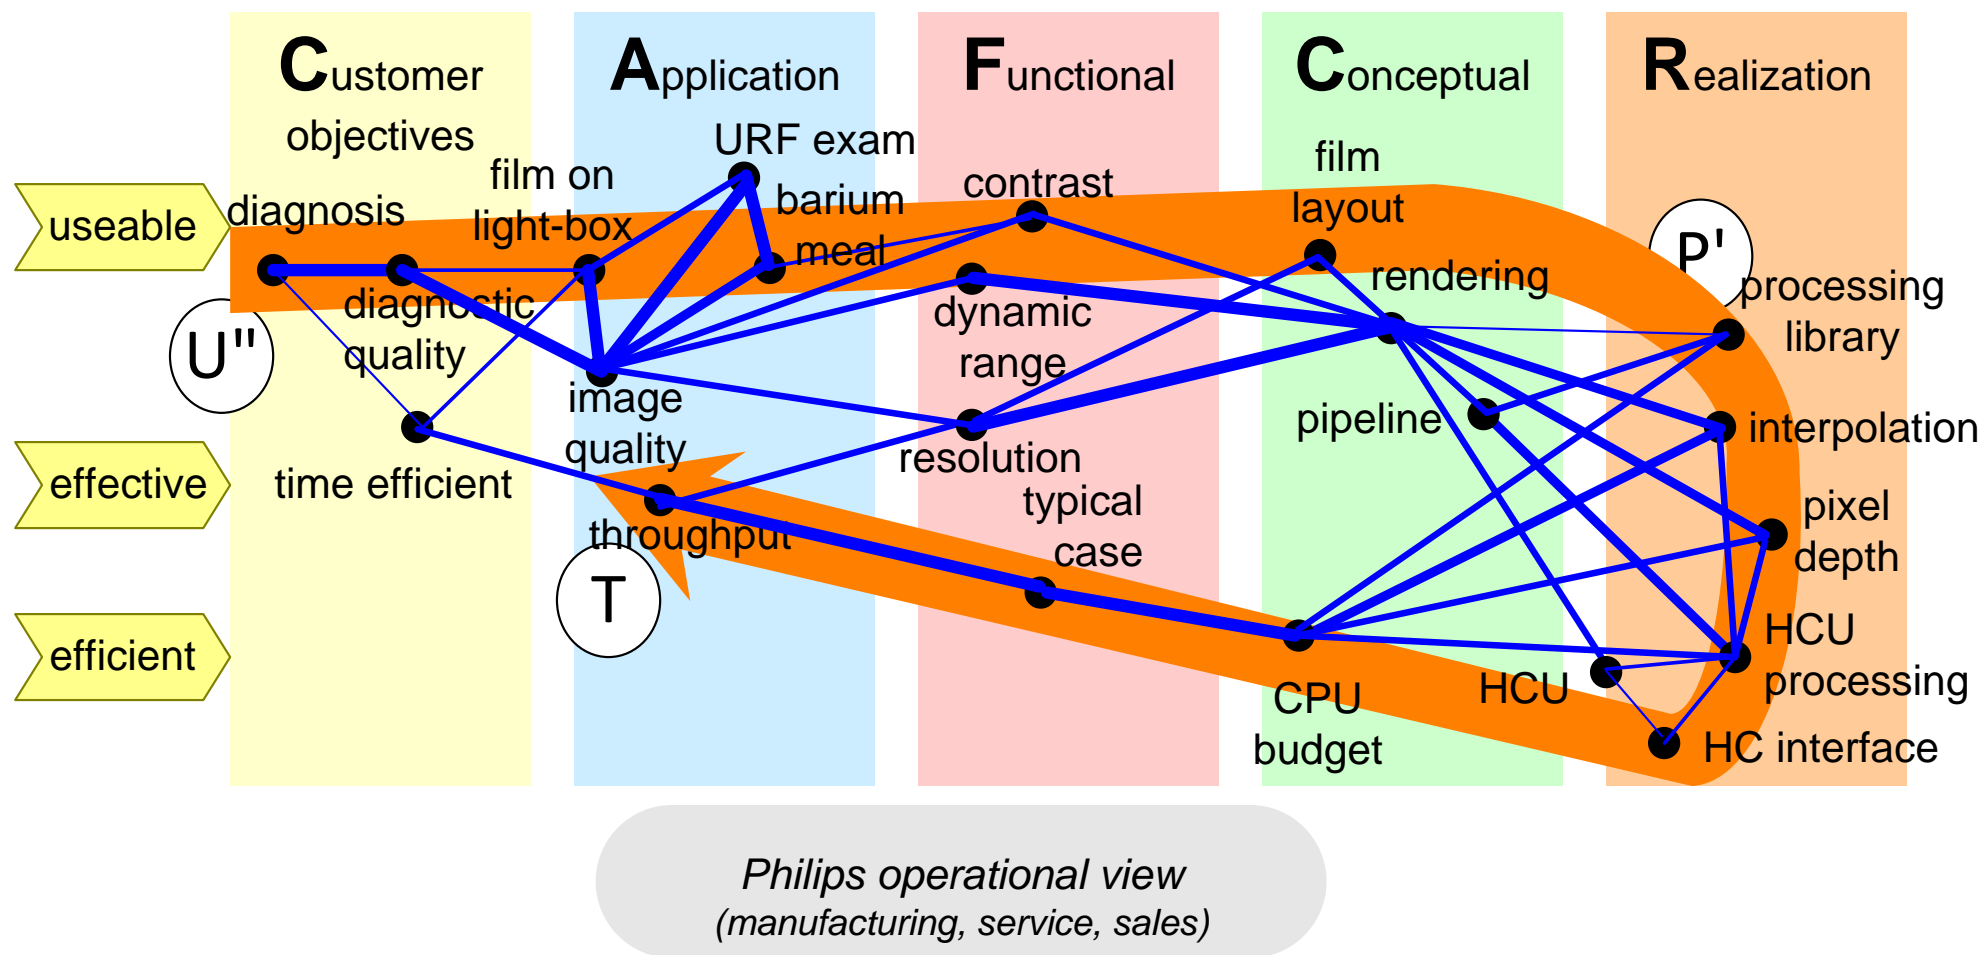 Customer
objectives
Application
Functional
Conceptual
Realization
useable
effective
efficient
diagnosis
film on
light-box
diagnostic
quality
U"
time efficient
URF exam
barium
meal
image
quality
throughput
T
contrast
dynamic
range
resolution
typical
case
film
layout
rendering
pipeline
CPU
budget
HCU
P'
processing
library
interpolation
pixel
depth
HCU
processing
HC interface
Philips operational view
(manufacturing, service, sales)